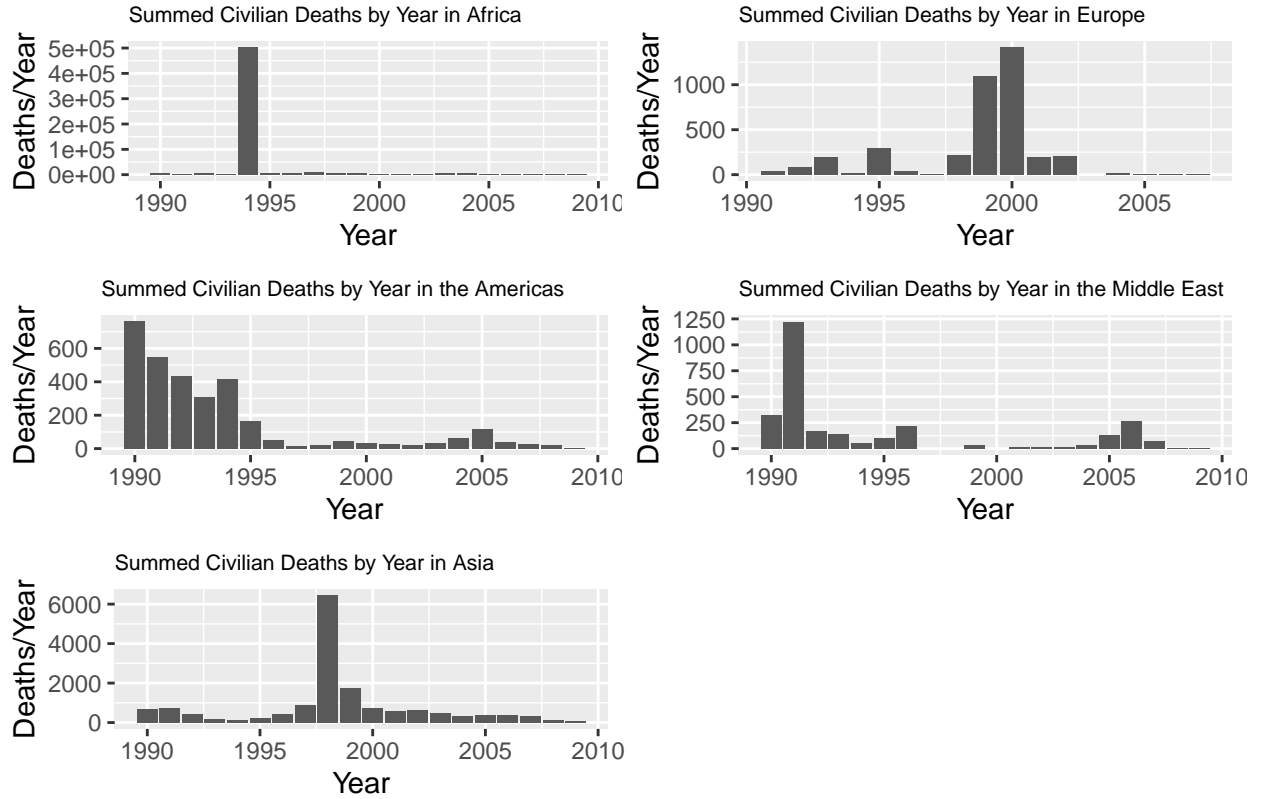 Summed Civilian Deaths by Year in Africa
Deaths/Year
5e+05
4e+05
3e+05
2e+05
1e+05
0e+00
1990 1995 2000 2005 2010
Year
Summed Civilian Deaths by Year in Europe
Deaths/Year
1000
500
0
1990 1995 2000 2005
Year
Summed Civilian Deaths by Year in the Americas
Deaths/Year
600
400
200
0
1990 1995 2000 2005 2010
Year
Summed Civilian Deaths by Year in the Middle East
Deaths/Year
1250
1000
750
500
250
0
1990 1995 2000 2005 2010
Year
Summed Civilian Deaths by Year in Asia
Deaths/Year
6000
4000
2000
0
1990 1995 2000 2005 2010
Year